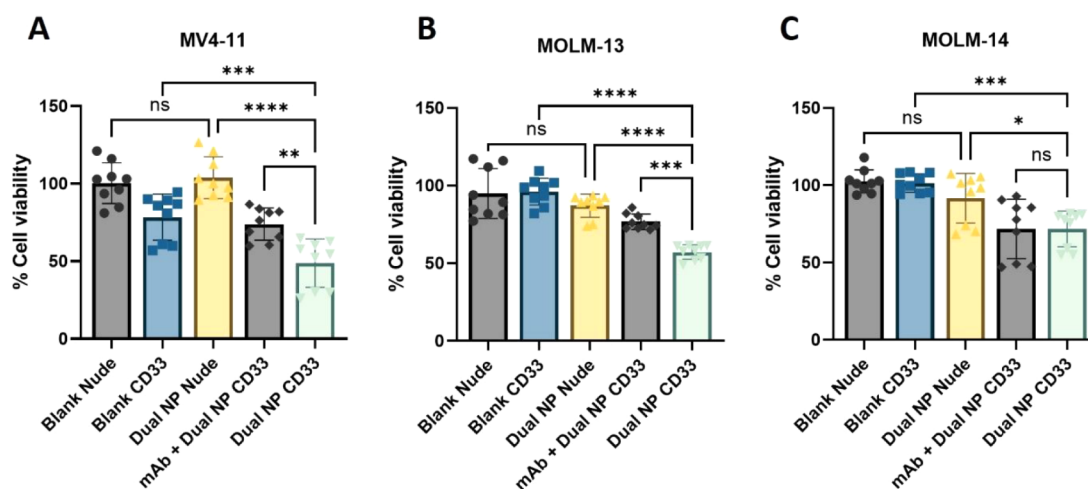 A
MV4-11
% Cell viability
150
100
50
0
ns
***
****
**
Blank Nude
Blank CD33
Dual NP Nude
mAb + Dual NP CD33
Dual NP CD33
B
MOLM-13
% Cell viability
150
100
50
0
ns
****
****
***
Blank Nude
Blank CD33
Dual NP Nude
mAb + Dual NP CD33
Dual NP CD33
C
MOLM-14
% Cell viability
150
100
50
0
ns
***
*
ns
Blank Nude
Blank CD33
Dual NP Nude
mAb + Dual NP CD33
Dual NP CD33